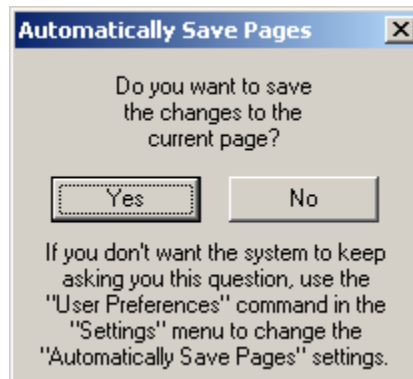 Automatically Save Pages
Do you want to save
the changes to the
current page?
Yes
No
If you don't want the system to keep
asking you this question, use the
"User Preferences" command in the
"Settings" menu to change the
"Automatically Save Pages" settings.